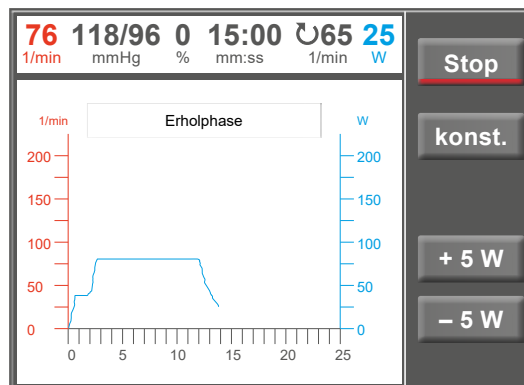 76 118/96 0 15:00 ↻65 25
1/min mmHg % mm:ss 1/min W
Stop
konst.
+ 5 W
– 5 W
1/min Erholphase W
200 200
150 150
100 100
50 50
0 0
0 5 10 15 20 25